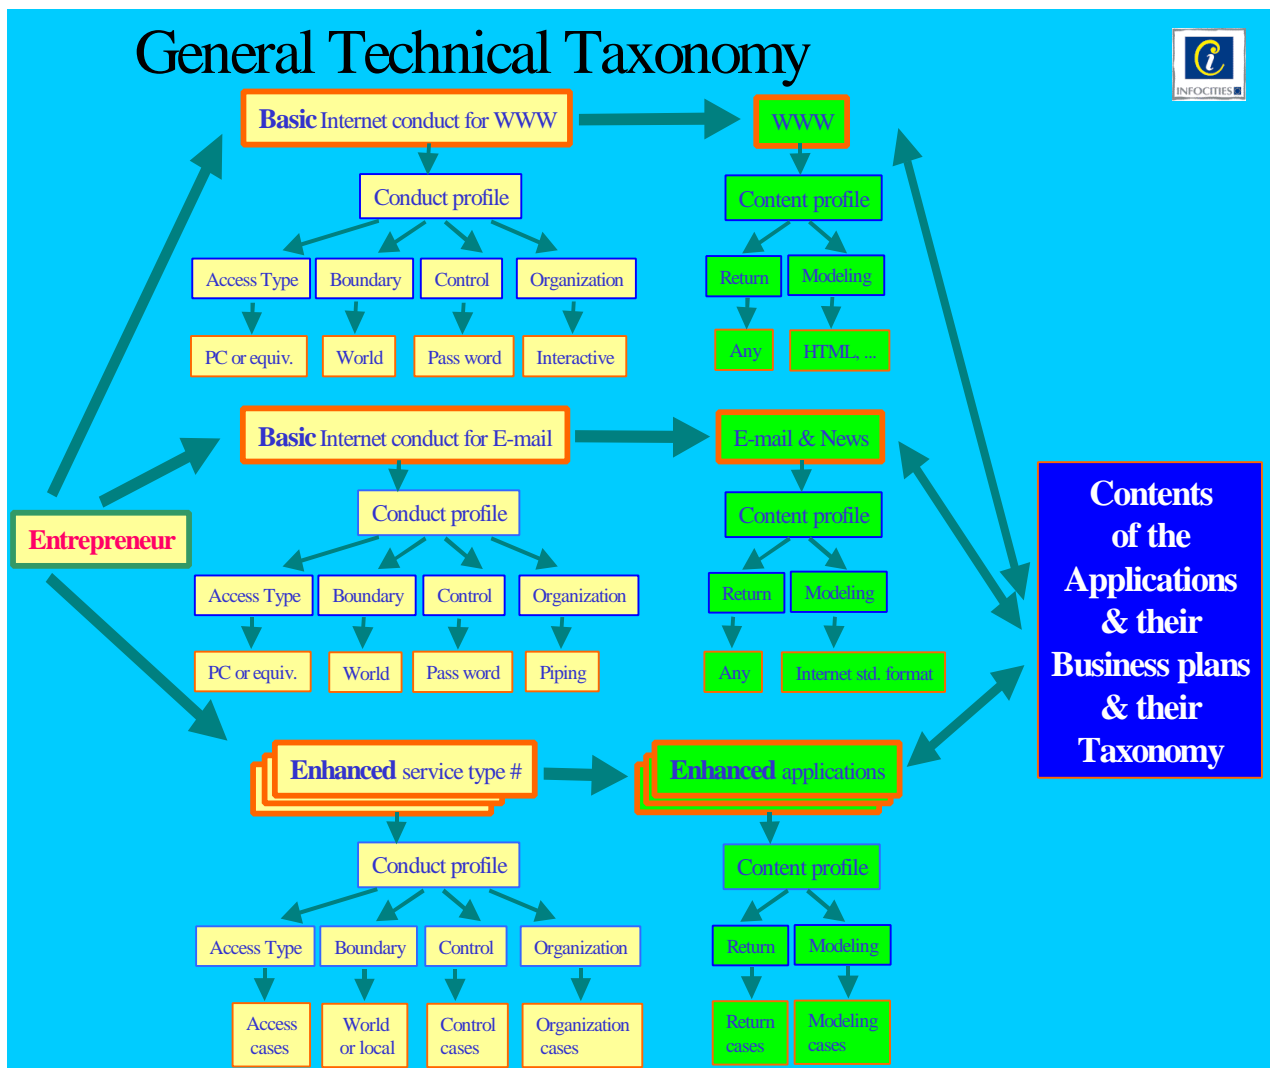 General Technical Taxonomy
INFOCITIES
Basic Internet conduct for WWW
WWW
Conduct profile
Content profile
Access Type
Boundary
Control
Organization
Return
Modeling
PC or equiv.
World
Pass word
Interactive
Any
HTML, ...
Basic Internet conduct for E-mail
E-mail & News
Conduct profile
Content profile
Entrepreneur
Access Type
Boundary
Control
Organization
Return
Modeling
PC or equiv.
World
Pass word
Piping
Any
Internet std. format
Contents
of the
Applications
& their
Business plans
& their
Taxonomy
Enhanced service type #
Enhanced applications
Conduct profile
Content profile
Access Type
Boundary
Control
Organization
Return
Modeling
Access
cases
World
or local
Control
cases
Organization
cases
Return
cases
Modeling
cases